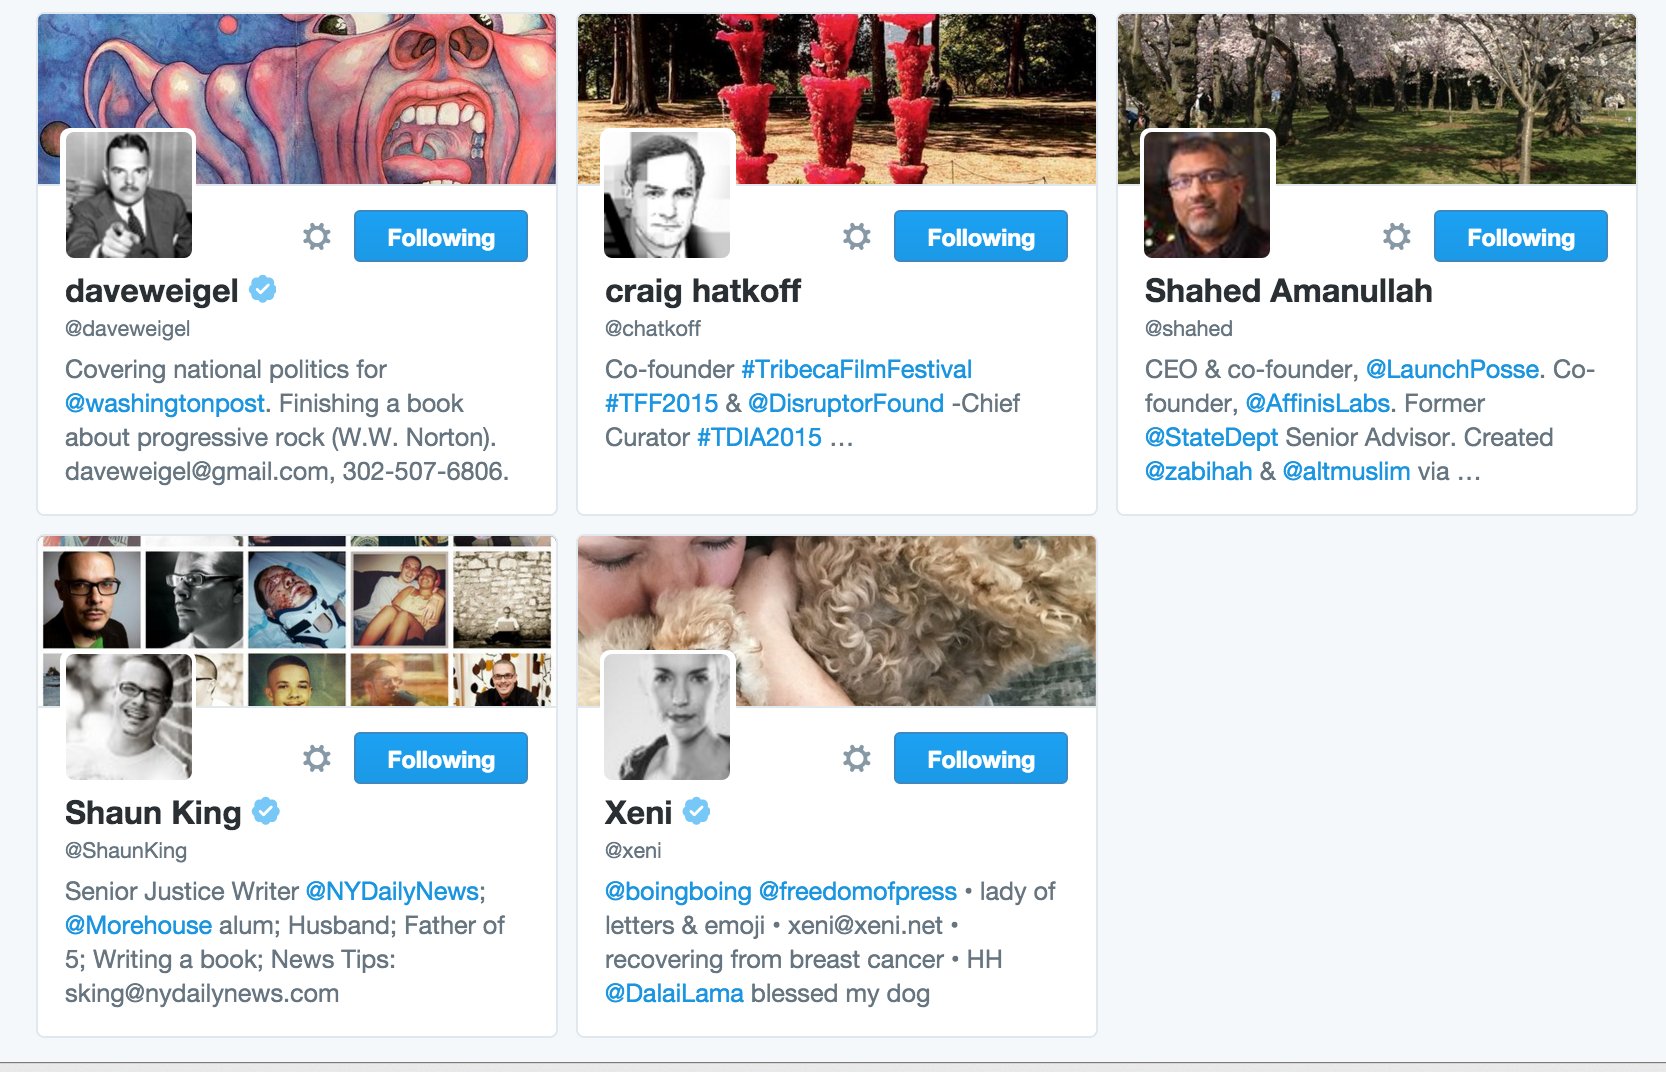 Following
daveweigel
@daveweigel
Covering national politics for
@washingtonpost. Finishing a book
about progressive rock (W.W. Norton).
daveweigel@gmail.com, 302-507-6806.
Following
craig hatkoff
@chatkoff
Co-founder #TribecaFilmFestival
#TFF2015 & @DisruptorFound -Chief
Curator #TDIA2015 …
Following
Shahed Amanullah
@shahed
CEO & co-founder, @LaunchPosse. Co-
founder, @AffinisLabs. Former
@StateDept Senior Advisor. Created
@zabihah & @altmuslim via …
Following
Shaun King
@ShaunKing
Senior Justice Writer @NYDailyNews;
@Morehouse alum; Husband; Father of
5; Writing a book; News Tips:
sking@nydailynews.com
Following
Xeni
@xeni
@boingboing @freedomofpress • lady of
letters & emoji • xeni@xeni.net •
recovering from breast cancer • HH
@DalaiLama blessed my dog